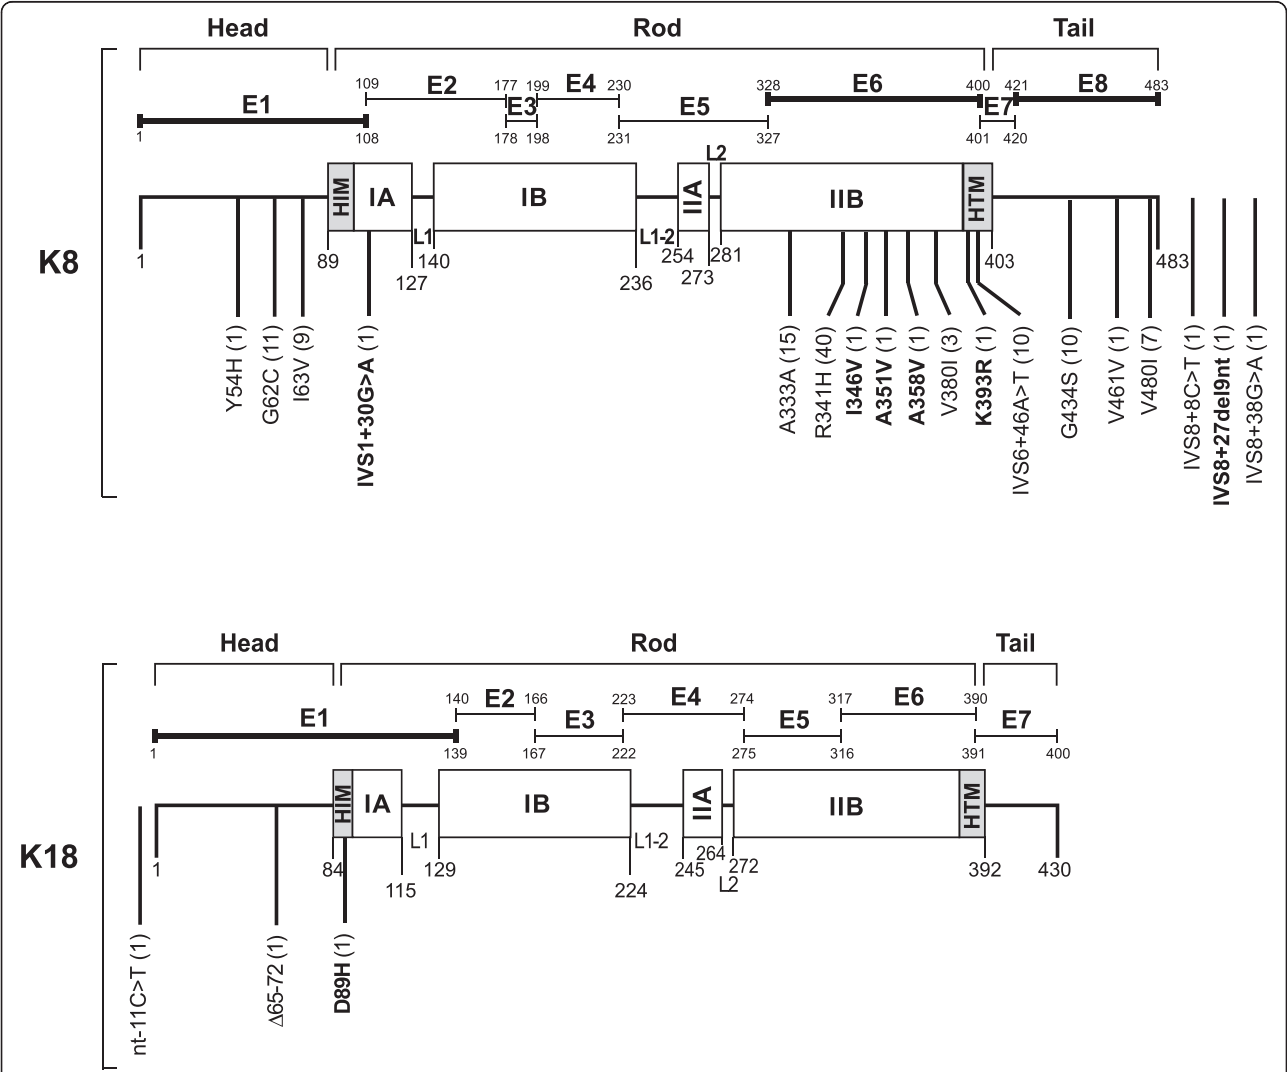 Head Rod Tail
109 E2 177 199 E4 230 328 E6 400 421 E8 483
E1 E3 E5 E7
1 108 178 198 231 327 401 420
L2
HIM IA IB IIA IIB HTM
L1 L1-2
K8
1 89 127 140 236 254 273 281 403 483
Y54H (1)
G62C (11)
I63V (9)
IVS1+30G>A (1)
A333A (15)
R341H (40)
I346V (1)
A351V (1)
A358V (1)
V380I (3)
K393R (1)
IVS6+46A>T (10)
G434S (10)
V461V (1)
V480I (7)
IVS8+8C>T (1)
IVS8+27del9nt (1)
IVS8+38G>A (1)
Head Rod Tail
140 E2 166 223 E4 274 317 E6 390
E1 E3 E5 E7
1 139 167 222 275 316 391 400
HIM IA IB IIA IIB HTM
L1 L1-2 L2
K18
1 84 115 129 224 245 264 272 392 430
nt-11C>T (1)
Δ65-72 (1)
D89H (1)